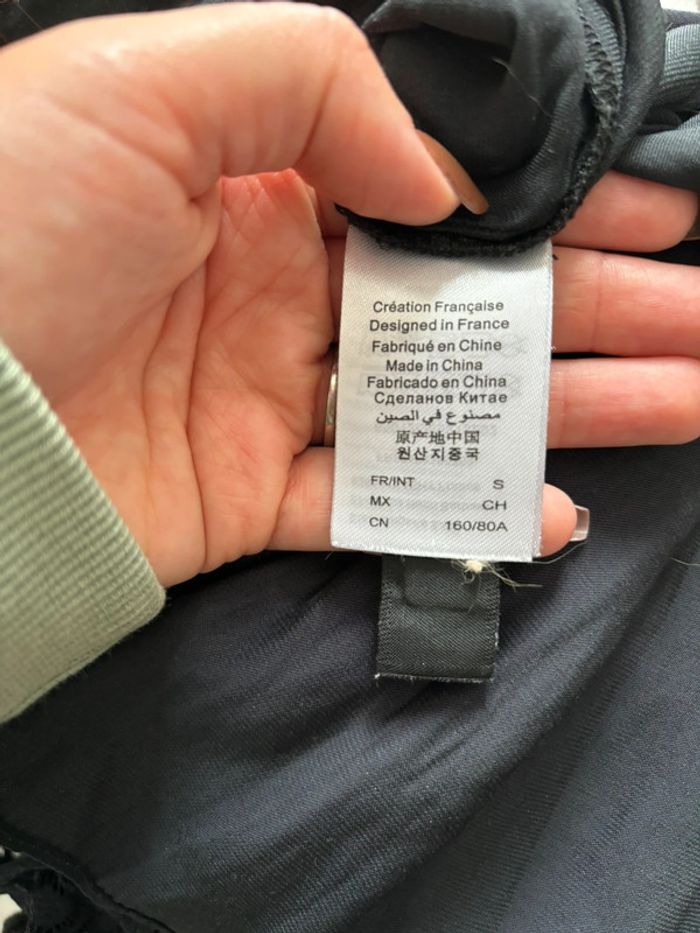 Création Française
Designed in France
Fabriqué en Chine
Made in China
Fabricado en China
Сделанов Китае
مصنوع في الصين
原产地中国
원산지중국
FR/INT S
MX CH
CN 160/80A